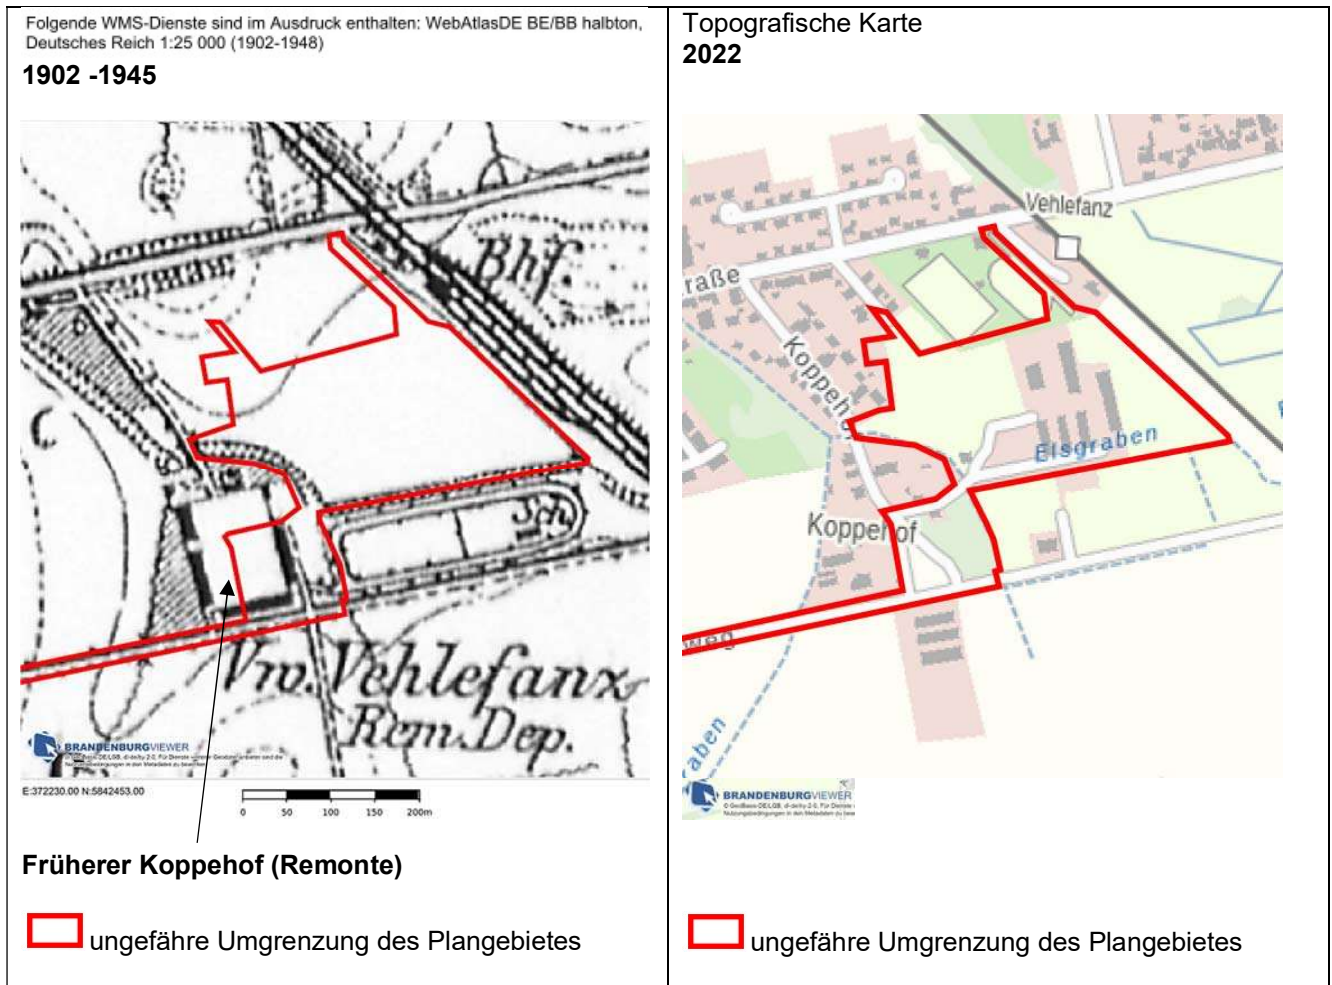 Folgende WMS-Dienste sind im Ausdruck enthalten: WebAtlasDE BE/BB halbton,
Deutsches Reich 1:25 000 (1902-1948)
1902 -1945
Bhf
Sch
Vw. Vehlefanz
Rem. Dep.
BRANDENBURGVIEWER
E:372230.00 N:5842453.00
0 50 100 150 200m
Früherer Koppehof (Remonte)
ungefähre Umgrenzung des Plangebietes
Topografische Karte
2022
Vehlefanz
raße
Koppehof
Elsgraben
Koppehof
weg
raben
BRANDENBURGVIEWER
ungefähre Umgrenzung des Plangebietes